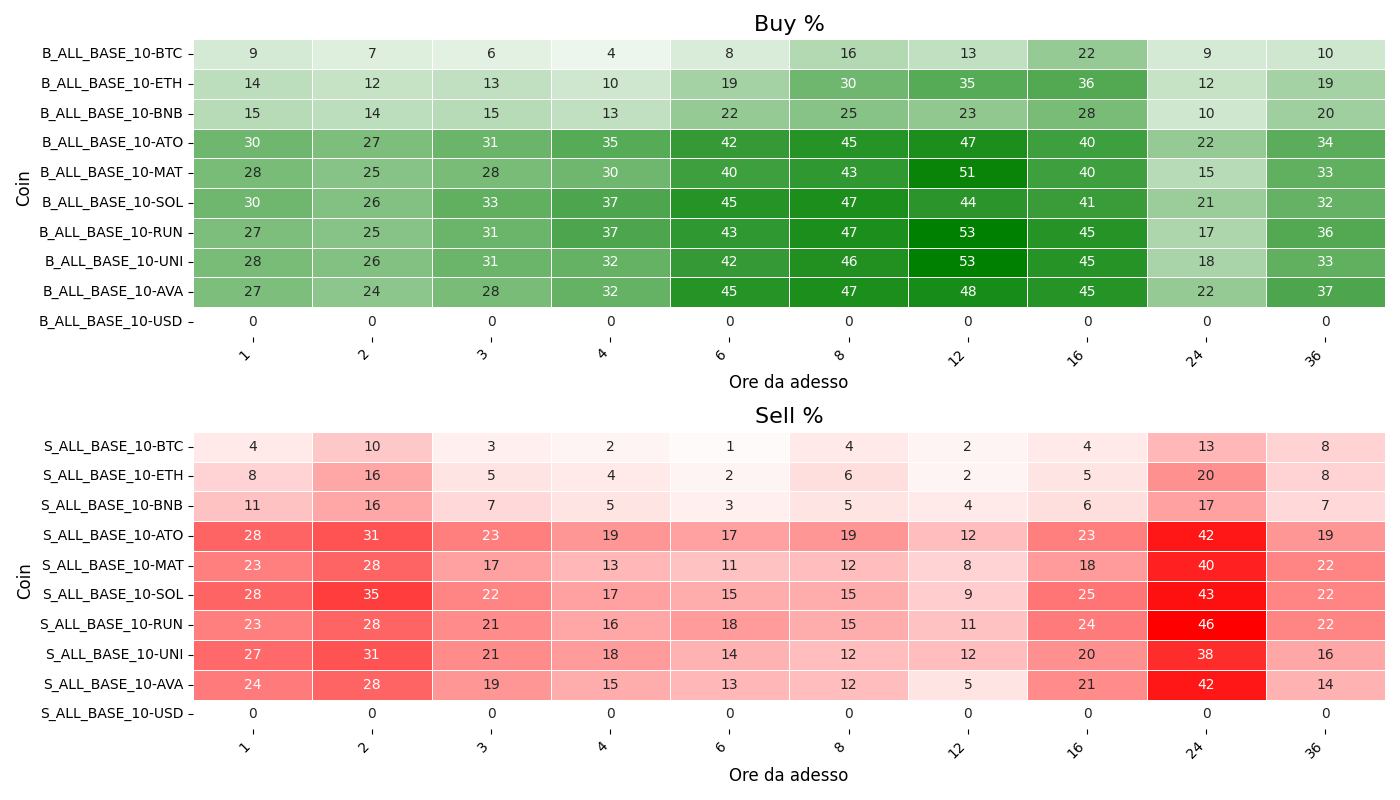 Buy %
Coin
B_ALL_BASE_10-BTC 9 7 6 4 8 16 13 22 9 10
B_ALL_BASE_10-ETH 14 12 13 10 19 30 35 36 12 19
B_ALL_BASE_10-BNB 15 14 15 13 22 25 23 28 10 20
B_ALL_BASE_10-ATO 30 27 31 35 42 45 47 40 22 34
B_ALL_BASE_10-MAT 28 25 28 30 40 43 51 40 15 33
B_ALL_BASE_10-SOL 30 26 33 37 45 47 44 41 21 32
B_ALL_BASE_10-RUN 27 25 31 37 43 47 53 45 17 36
B_ALL_BASE_10-UNI 28 26 31 32 42 46 53 45 18 33
B_ALL_BASE_10-AVA 27 24 28 32 45 47 48 45 22 37
B_ALL_BASE_10-USD 0 0 0 0 0 0 0 0 0 0
1 2 3 4 6 8 12 16 24 36
Ore da adesso
Sell %
Coin
S_ALL_BASE_10-BTC 4 10 3 2 1 4 2 4 13 8
S_ALL_BASE_10-ETH 8 16 5 4 2 6 2 5 20 8
S_ALL_BASE_10-BNB 11 16 7 5 3 5 4 6 17 7
S_ALL_BASE_10-ATO 28 31 23 19 17 19 12 23 42 19
S_ALL_BASE_10-MAT 23 28 17 13 11 12 8 18 40 22
S_ALL_BASE_10-SOL 28 35 22 17 15 15 9 25 43 22
S_ALL_BASE_10-RUN 23 28 21 16 18 15 11 24 46 22
S_ALL_BASE_10-UNI 27 31 21 18 14 12 12 20 38 16
S_ALL_BASE_10-AVA 24 28 19 15 13 12 5 21 42 14
S_ALL_BASE_10-USD 0 0 0 0 0 0 0 0 0 0
1 2 3 4 6 8 12 16 24 36
Ore da adesso